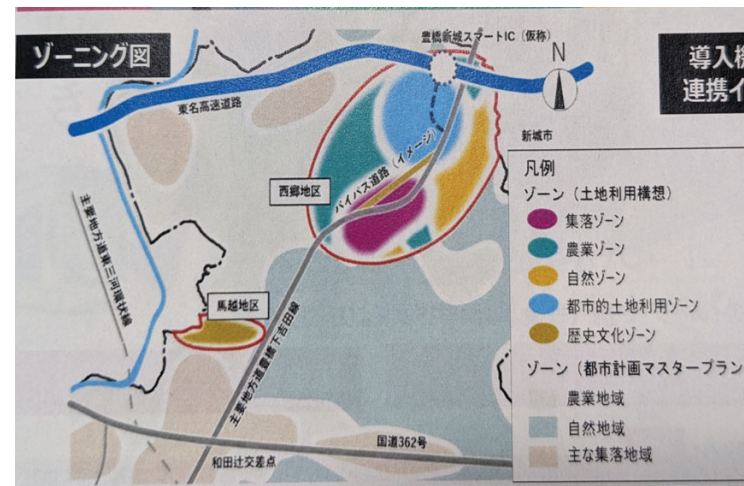 ゾーニング図
豊橋新城スマートIC(仮称)
N
導入
連携イ
東名高速道路
新城市
西郷地区
バイパス道路(イメージ)
主要地方道東三河環状線
馬越地区
主要地方道豊橋下吉田線
国道362号
和田辻交差点
凡例
ゾーン(土地利用構想)
集落ゾーン
農業ゾーン
自然ゾーン
都市的土地利用ゾーン
歴史文化ゾーン
ゾーン(都市計画マスタープラン
農業地域
自然地域
主な集落地域